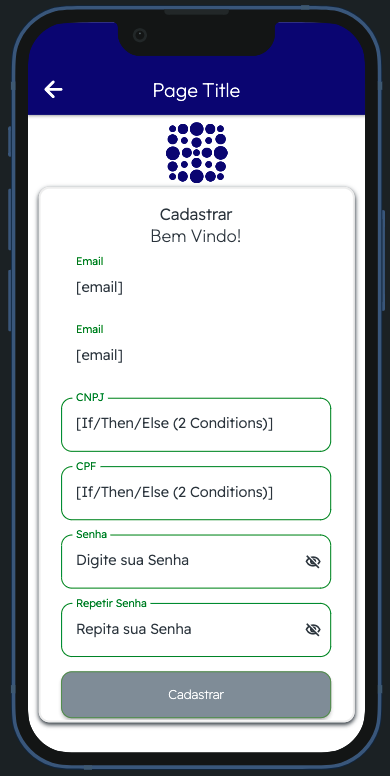 Page Title
Cadastrar
Bem Vindo!
Email
[email]
Email
[email]
CNPJ
[If/Then/Else (2 Conditions)]
CPF
[If/Then/Else (2 Conditions)]
Senha
Digite sua Senha
Repetir Senha
Repita sua Senha
Cadastrar